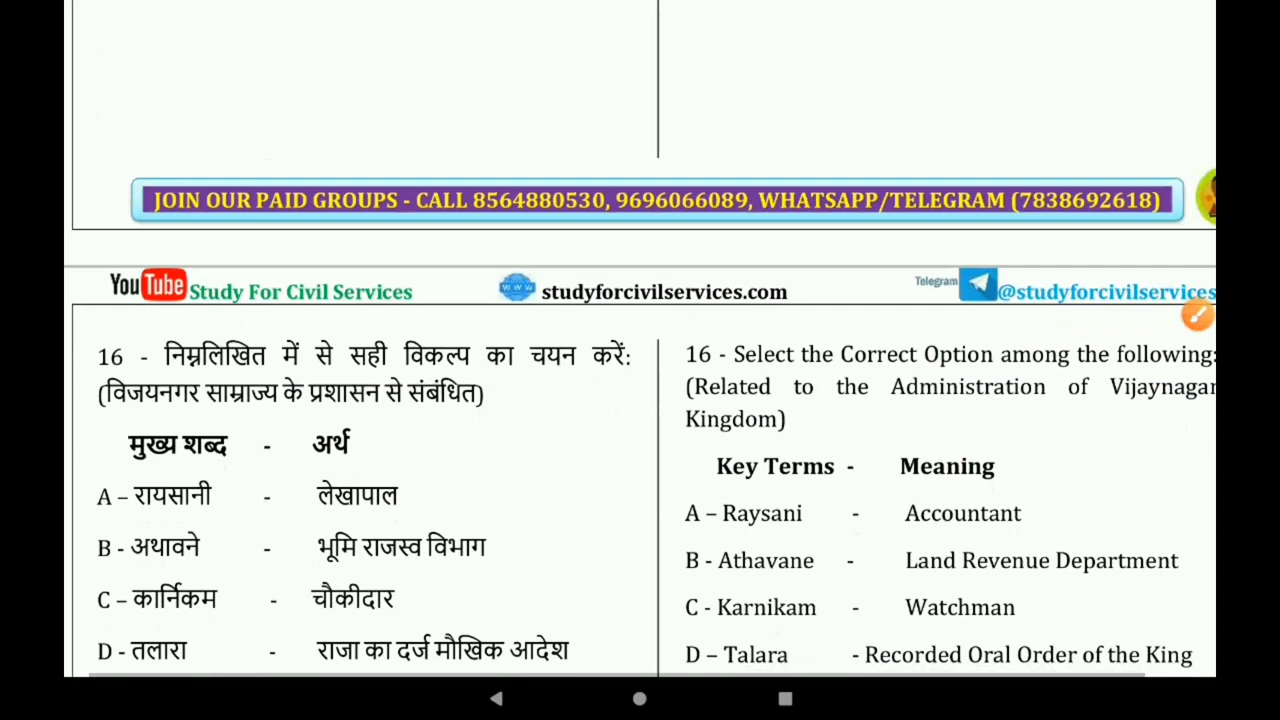 JOIN OUR PAID GROUPS - CALL 8564880530, 9696066089, WHATSAPP/TELEGRAM (7838692618)
YouTube Study For Civil Services
www studyforcivilservices.com
Telegram @studyforcivilservices
16 - निम्नलिखित में से सही विकल्प का चयन करें:
(विजयनगर साम्राज्य के प्रशासन से संबंधित)
मुख्य शब्द - अर्थ
A – रायसानी - लेखापाल
B - अथावने - भूमि राजस्व विभाग
C – कार्निकम - चौकीदार
D - तलारा - राजा का दर्ज मौखिक आदेश
16 - Select the Correct Option among the following:
(Related to the Administration of Vijaynagar
Kingdom)
Key Terms - Meaning
A – Raysani - Accountant
B - Athavane - Land Revenue Department
C - Karnikam - Watchman
D – Talara - Recorded Oral Order of the King